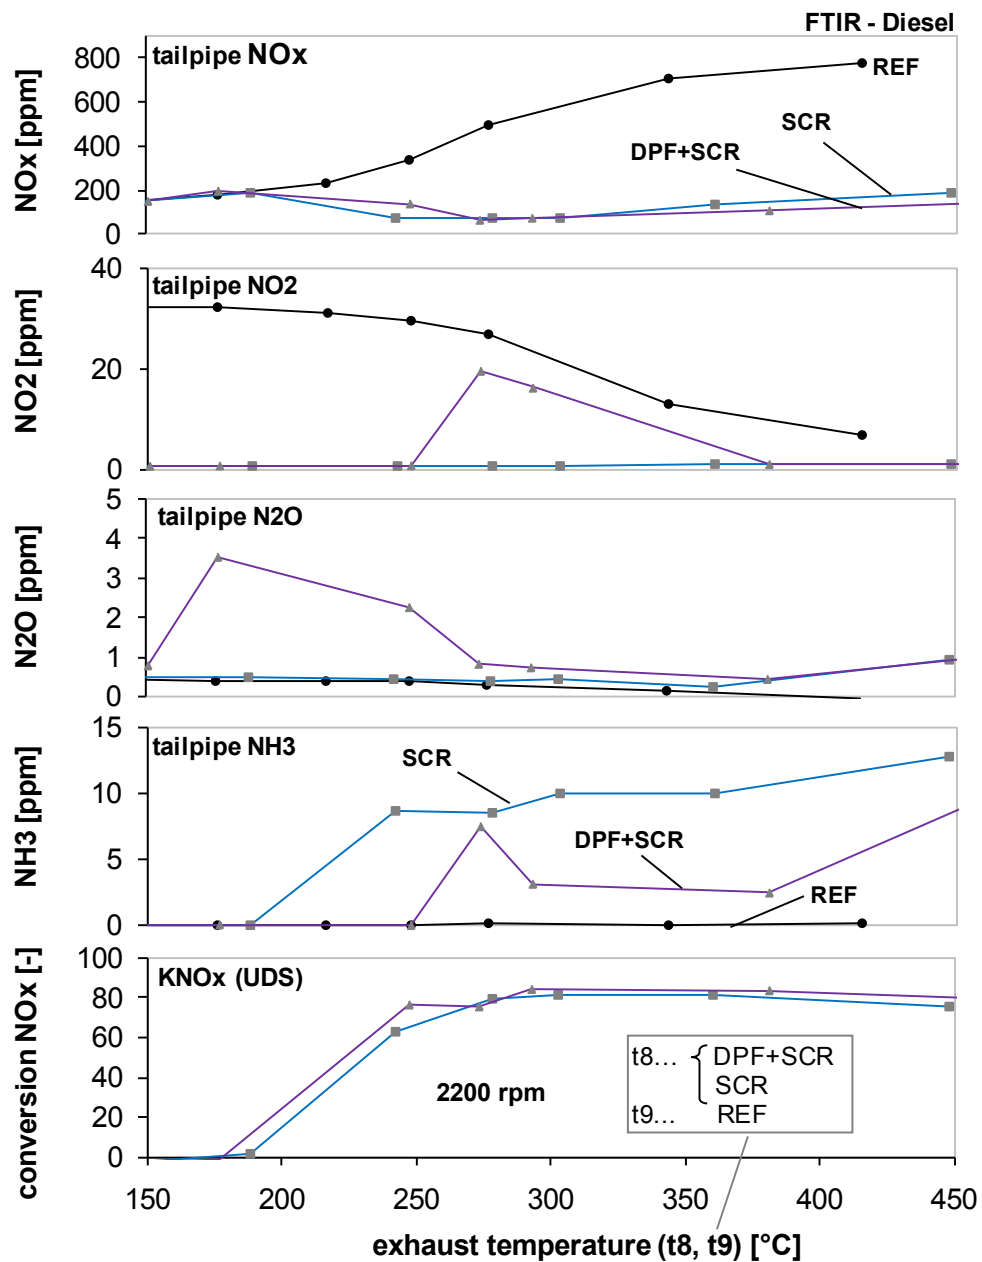 FTIR - Diesel
tailpipe NOx
NOx [ppm]
800
600
400
200
0
REF
SCR
DPF+SCR
tailpipe NO2
NO2 [ppm]
40
20
0
tailpipe N2O
N2O [ppm]
5
4
3
2
1
0
tailpipe NH3
NH3 [ppm]
15
10
5
0
SCR
DPF+SCR
REF
KNOx (UDS)
conversion NOx [-]
100
80
60
40
20
0
2200 rpm
t8... DPF+SCR
SCR
t9... REF
150 200 250 300 350 400 450
exhaust temperature (t8, t9) [°C]